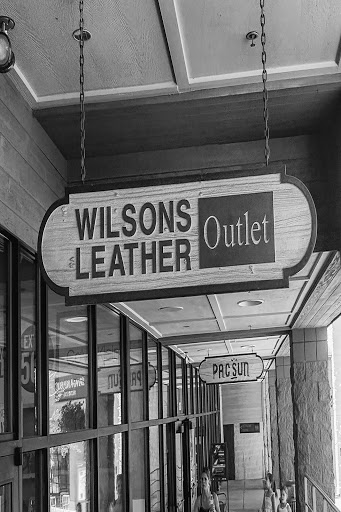 WILSONS
LEATHER
Outlet
PACSUN